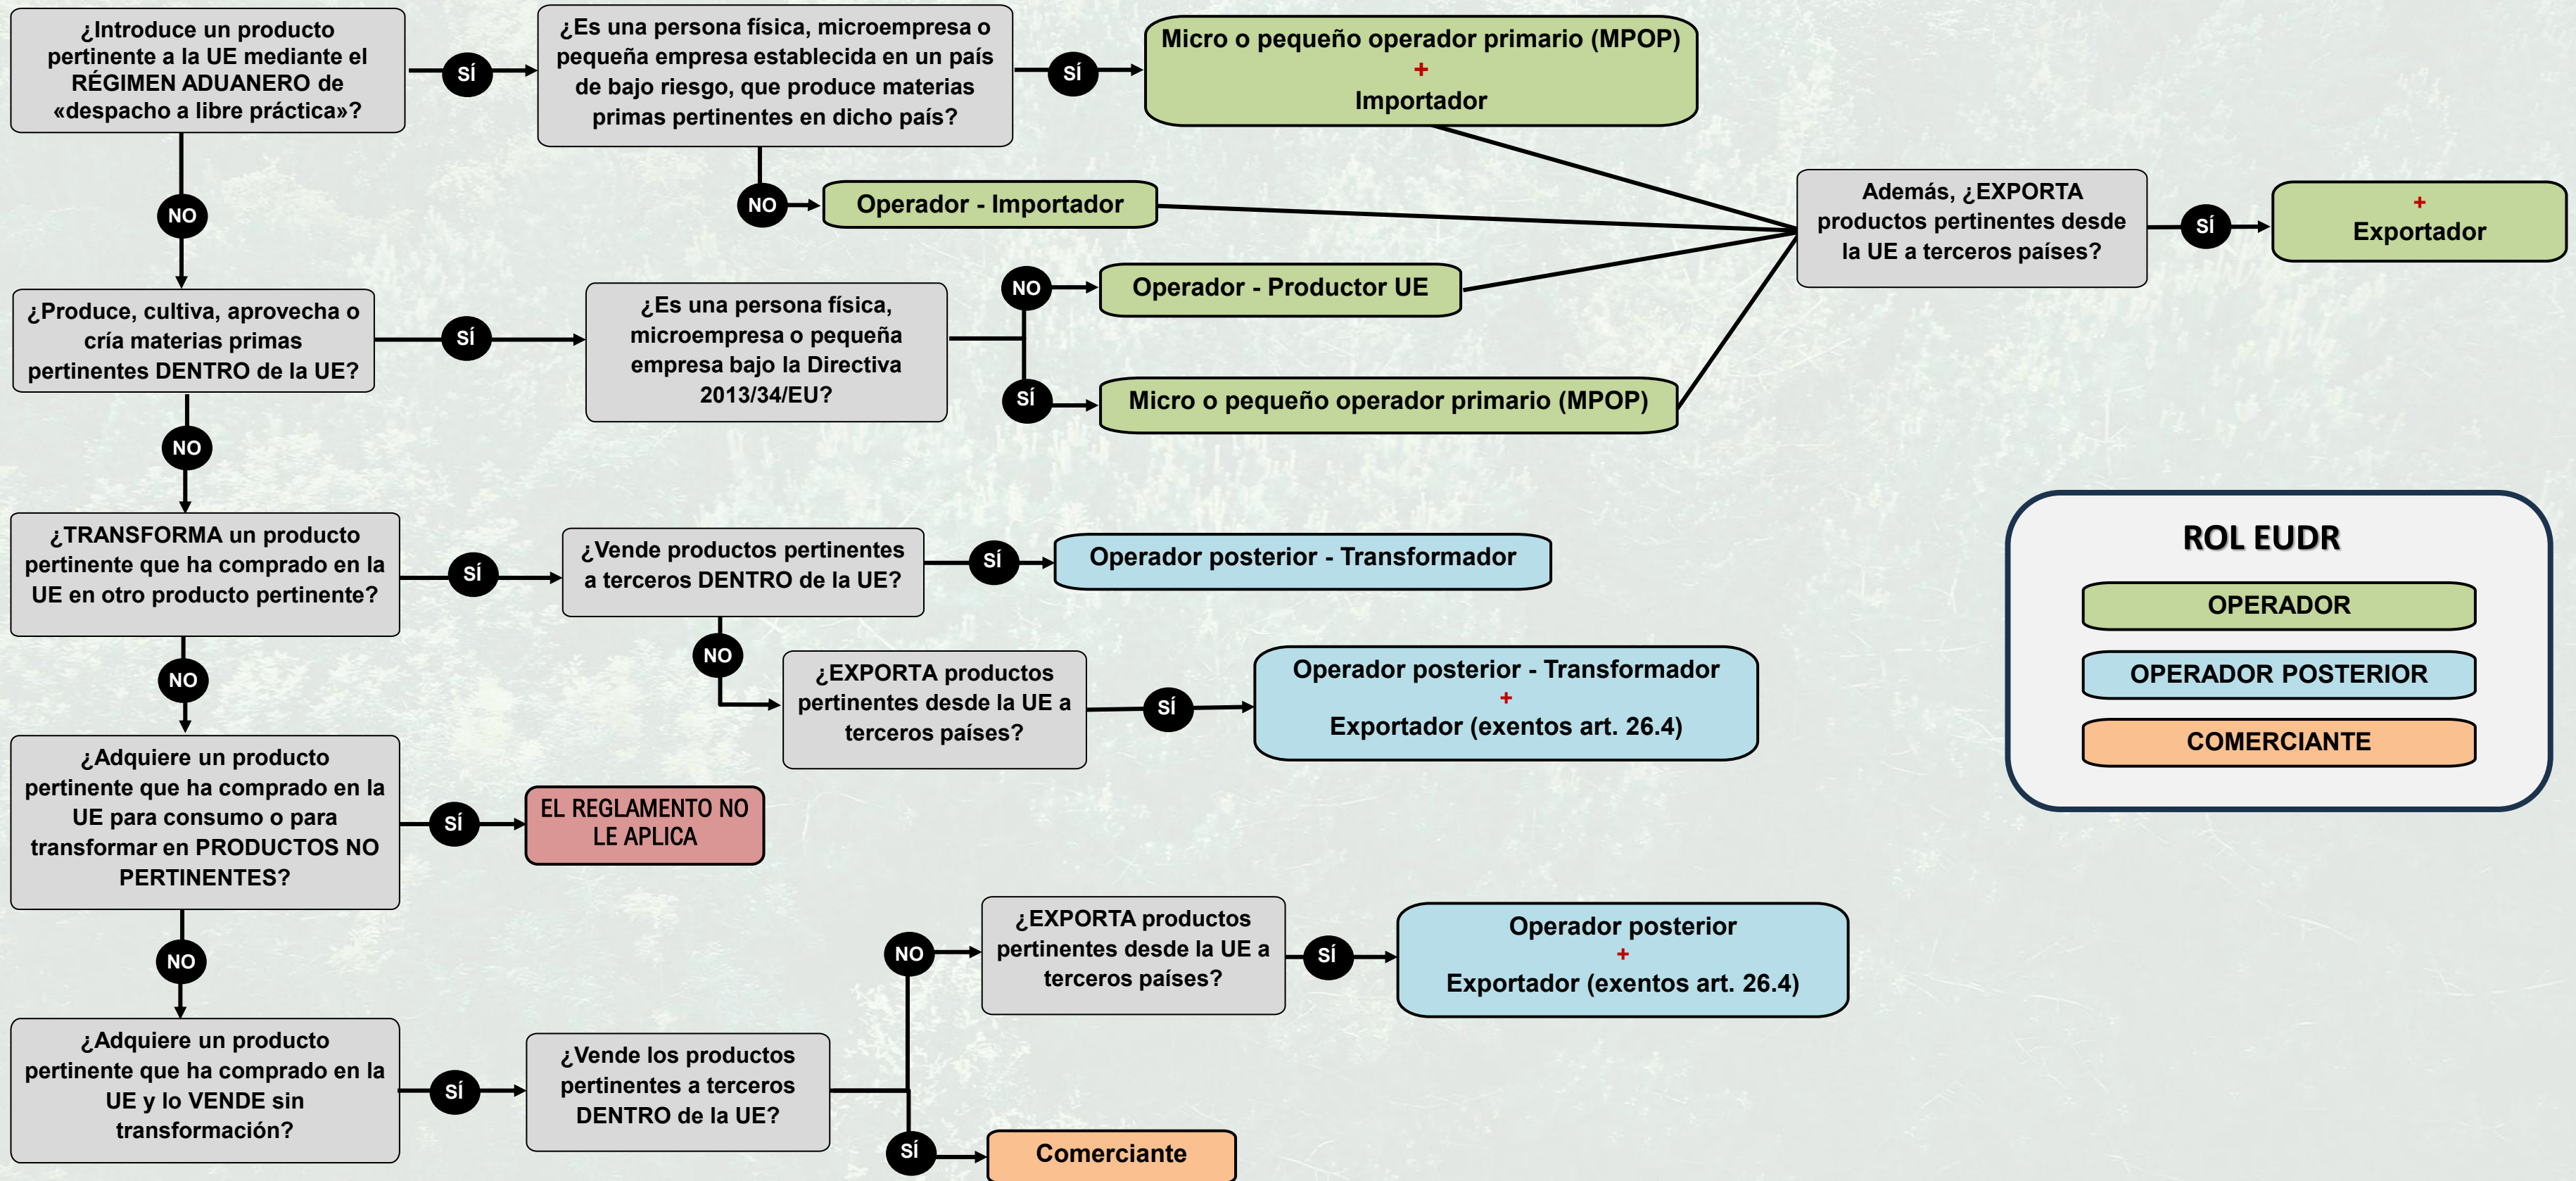 ¿Introduce un producto
pertinente a la UE mediante el
RÉGIMEN ADUANERO de
«despacho a libre práctica»?
SÍ
¿Es una persona física, microempresa o
pequeña empresa establecida en un país
de bajo riesgo, que produce materias
primas pertinentes en dicho país?
SÍ
Micro o pequeño operador primario (MPOP)
+
Importador
NO
NO
Operador - Importador
Además, ¿EXPORTA
productos pertinentes desde
la UE a terceros países?
SÍ
+
Exportador
¿Produce, cultiva, aprovecha o
cría materias primas
pertinentes DENTRO de la UE?
SÍ
¿Es una persona física,
microempresa o pequeña
empresa bajo la Directiva
2013/34/EU?
NO
Operador - Productor UE
SÍ
Micro o pequeño operador primario (MPOP)
NO
¿TRANSFORMA un producto
pertinente que ha comprado en la
UE en otro producto pertinente?
SÍ
¿Vende productos pertinentes
a terceros DENTRO de la UE?
SÍ
Operador posterior - Transformador
NO
¿EXPORTA productos
pertinentes desde la UE a
terceros países?
SÍ
Operador posterior - Transformador
+
Exportador (exentos art. 26.4)
NO
¿Adquiere un producto
pertinente que ha comprado en la
UE para consumo o para
transformar en PRODUCTOS NO
PERTINENTES?
SÍ
EL REGLAMENTO NO
LE APLICA
NO
¿Adquiere un producto
pertinente que ha comprado en la
UE y lo VENDE sin
transformación?
SÍ
¿Vende los productos
pertinentes a terceros
DENTRO de la UE?
NO
¿EXPORTA productos
pertinentes desde la UE a
terceros países?
SÍ
Operador posterior
+
Exportador (exentos art. 26.4)
SÍ
Comerciante
ROL EUDR
OPERADOR
OPERADOR POSTERIOR
COMERCIANTE